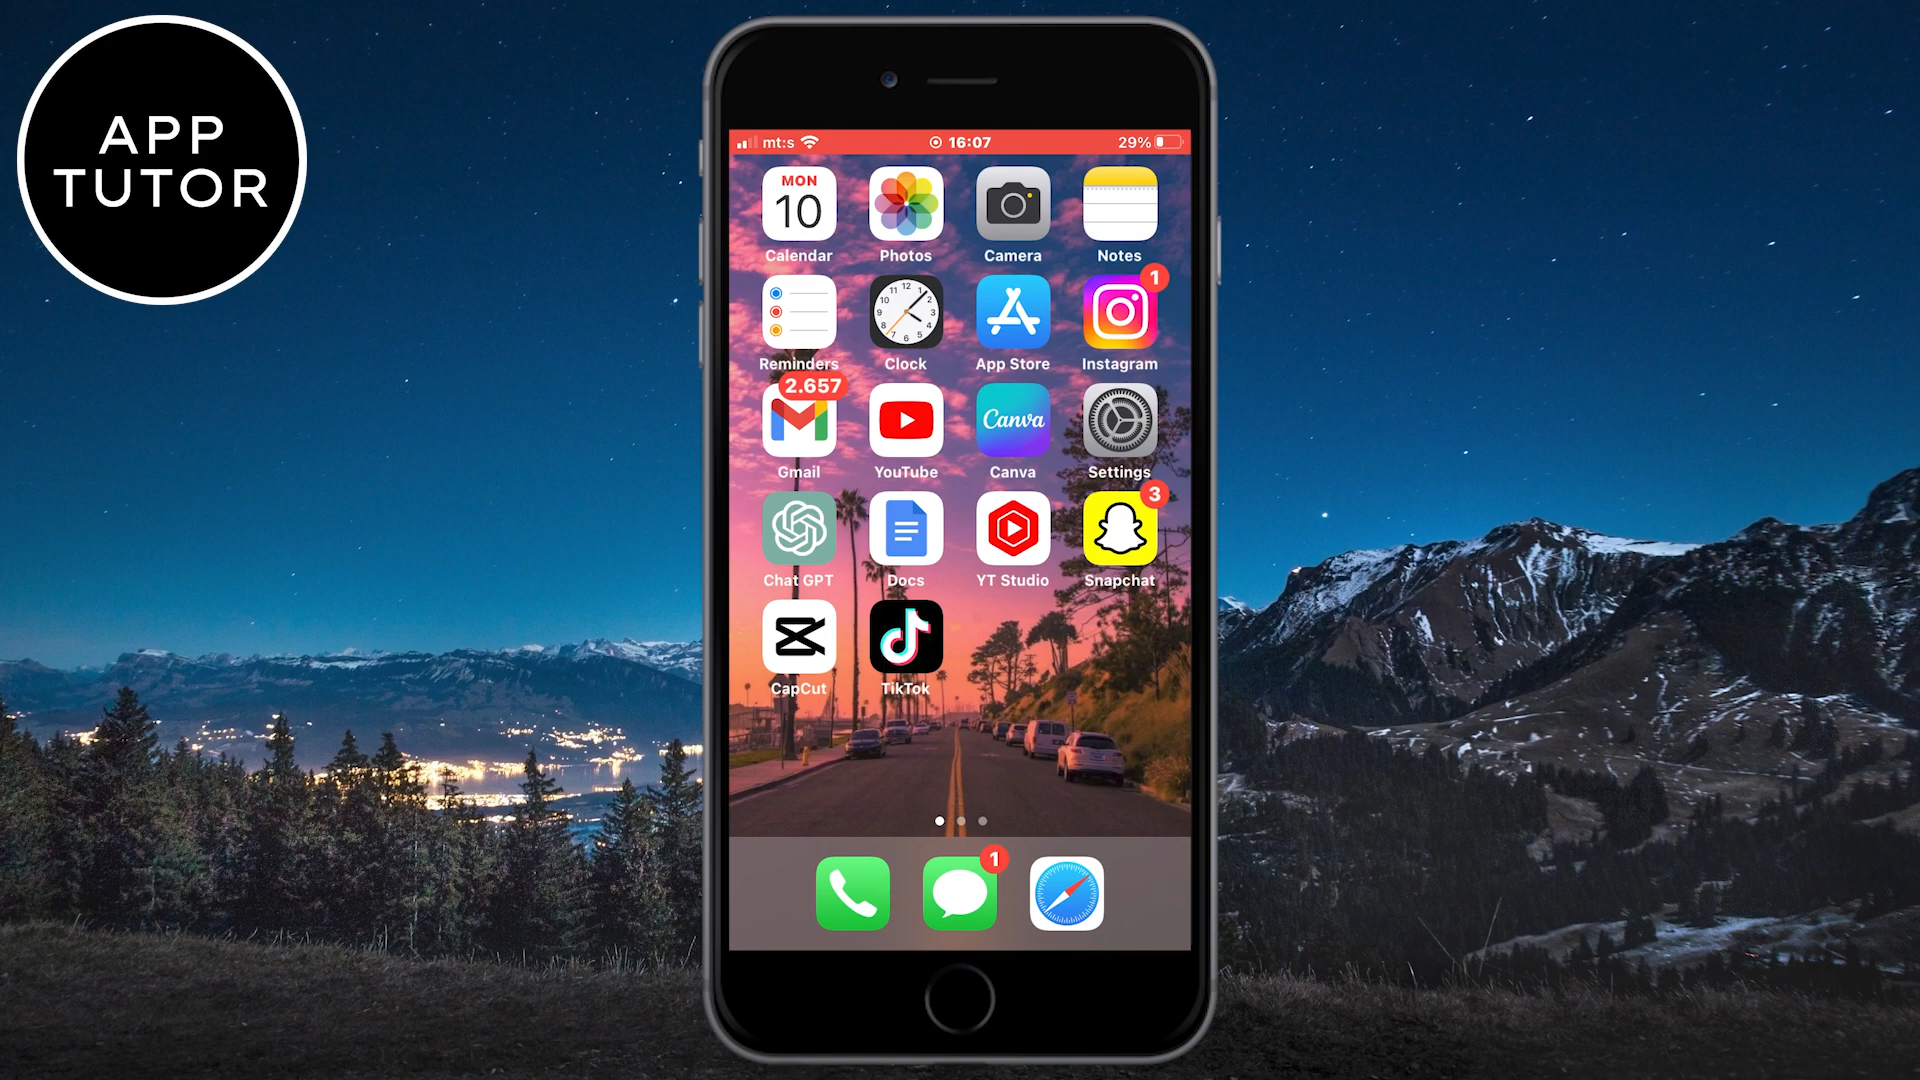 APP
TUTOR
mt:s 16:07 29%
MON
10
Calendar Photos Camera Notes
1
Reminders Clock App Store Instagram
2.657
Canva
Gmail YouTube Canva Settings
3
Chat GPT Docs YT Studio Snapchat
CapCut TikTok
1